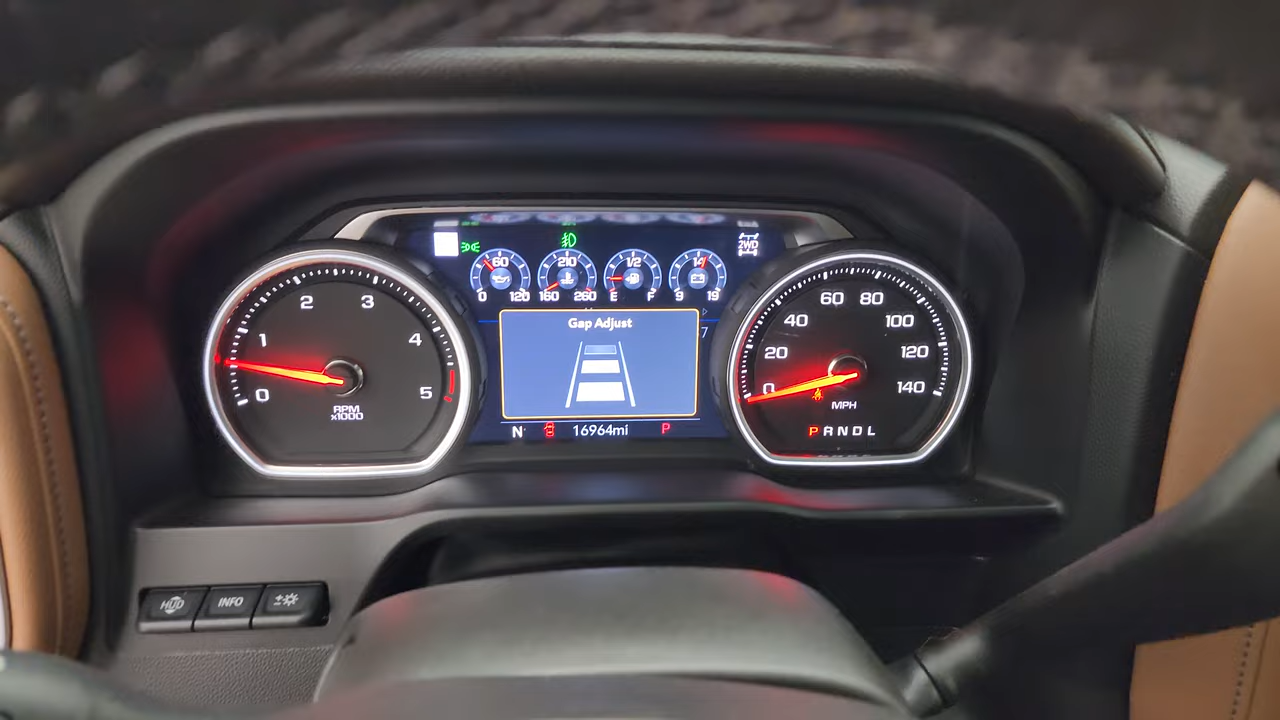 60 210 1/2 14
2WD
0 120 160 260 E F 9 19
Gap Adjust
7
N 16964mi P
0 1 2 3 4 5
RPM
x1000
0 20 40 60 80 100 120 140
MPH
P R N D L
HUD INFO